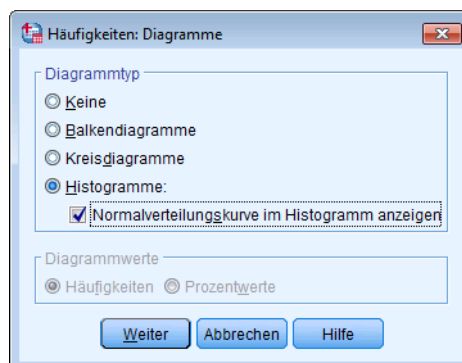 Häufigkeiten: Diagramme
Diagrammtyp
Keine
Balkendiagramme
Kreisdiagramme
Histogramme:
Normalverteilungskurve im Histogramm anzeigen
Diagrammwerte
Häufigkeiten Prozentwerte
Weiter Abbrechen Hilfe